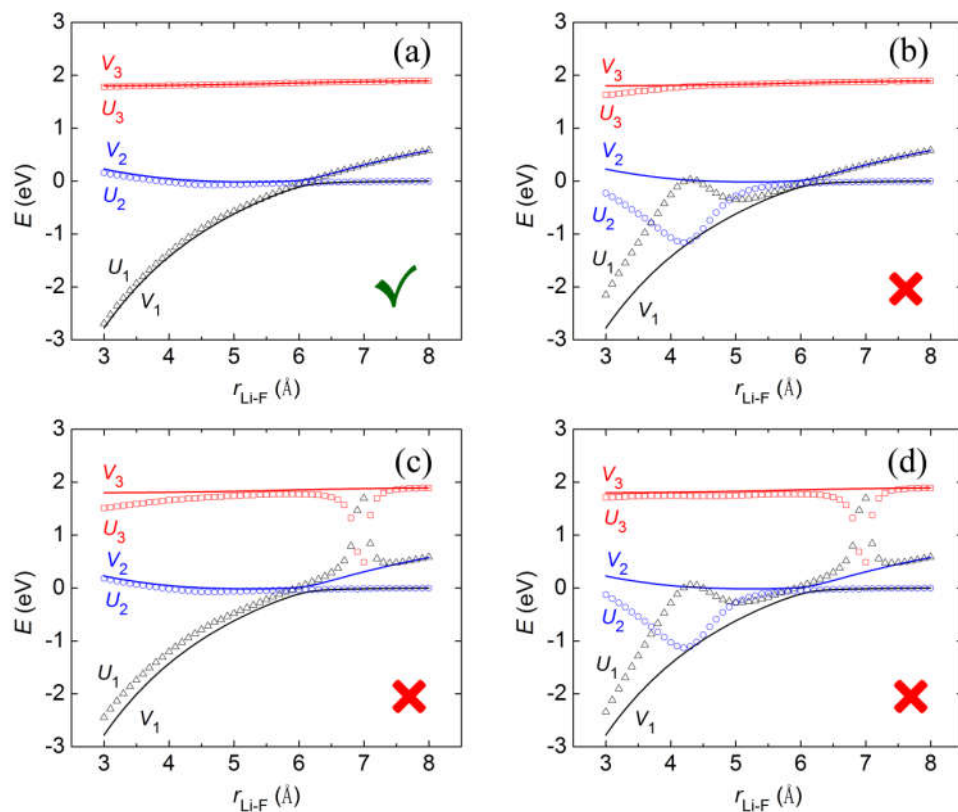 (a)
V3
U3
V2
U2
U1
V1
E (eV)
2
1
0
-1
-2
-3
3 4 5 6 7 8
rLi-F (Å)
(b)
V3
U3
V2
U2
U1
V1
E (eV)
2
1
0
-1
-2
-3
3 4 5 6 7 8
rLi-F (Å)
(c)
V3
U3
V2
U2
U1
V1
E (eV)
3
2
1
0
-1
-2
-3
3 4 5 6 7 8
rLi-F (Å)
(d)
V3
U3
V2
U2
U1
V1
E (eV)
3
2
1
0
-1
-2
-3
3 4 5 6 7 8
rLi-F (Å)